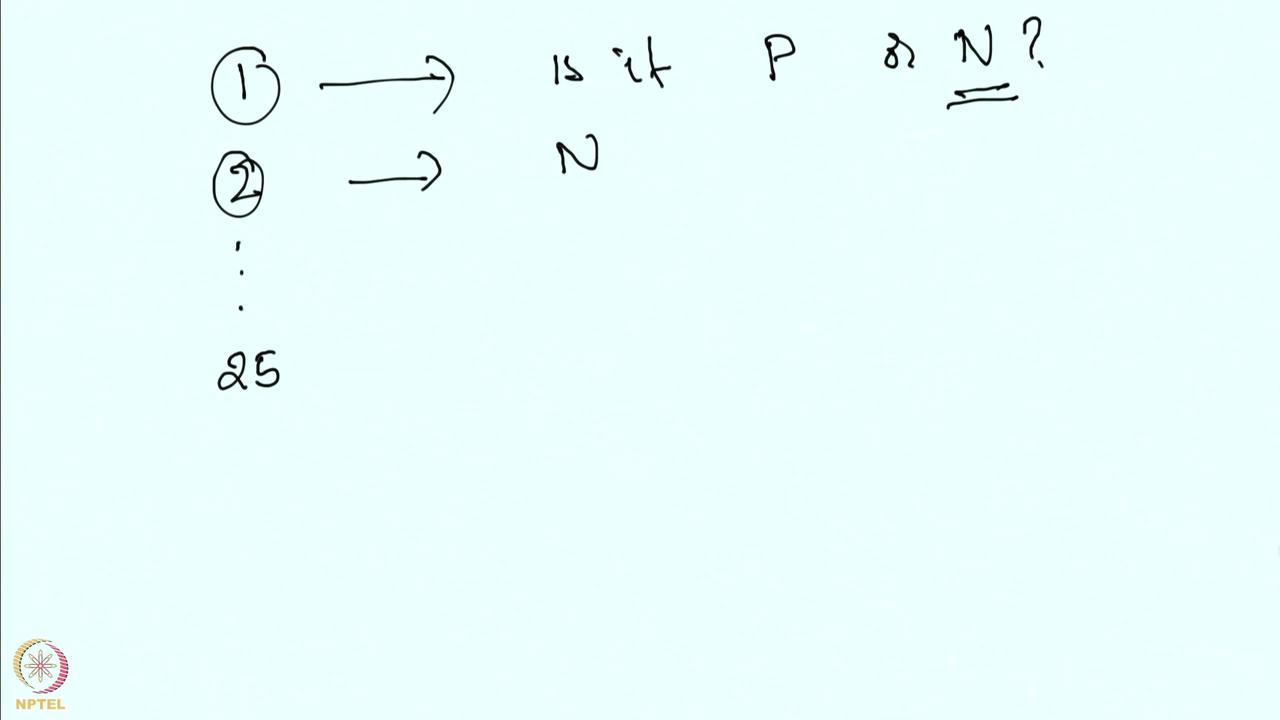 1 → Is it P or N?
2 → N
⋮
25
NPTEL